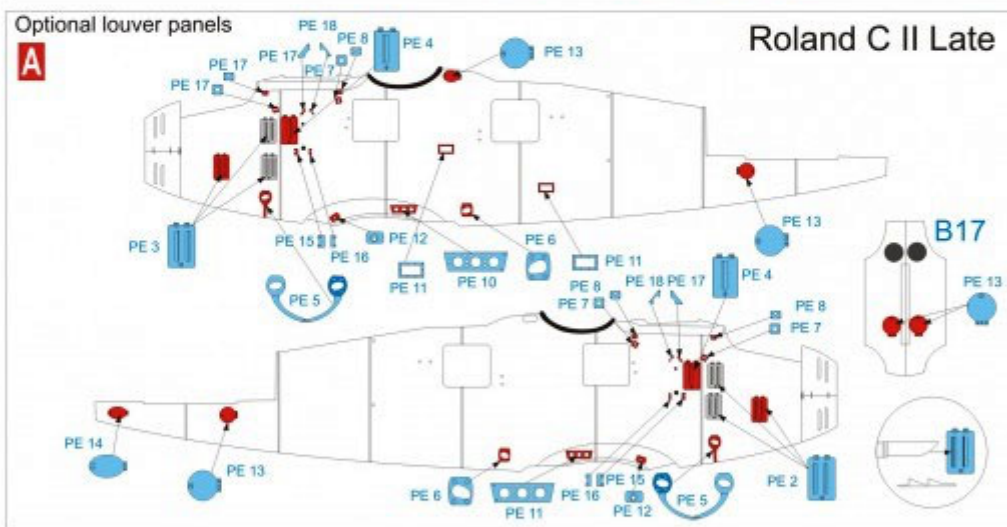 Optional louver panels
Roland C II Late
A
PE 18
PE 17
PE 8
PE 4
PE 7
PE 13
PE 17
PE 17
PE 3
PE 15
PE 16
PE 12
PE 11
PE 10
PE 6
PE 11
PE 13
PE 5
B17
PE 13
PE 18
PE 17
PE 4
PE 8
PE 7
PE 8
PE 7
PE 14
PE 13
PE 6
PE 11
PE 16
PE 15
PE 12
PE 5
PE 2